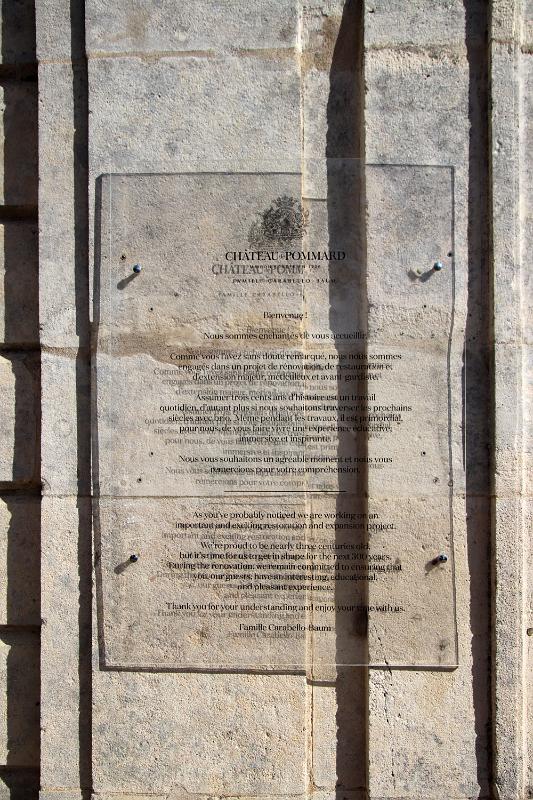 CHÂTEAU DE POMMARD
FAMILLE CARABELLO-BAUM
Bienvenue !
Nous sommes enchantés de vous accueillir.
Comme vous l'avez sans doute remarqué, nous nous sommes
engagés dans un projet de rénovation, de restauration et
d'extension majeur, méticuleux et avant-gardiste.
Assumer trois cents ans d'histoire est un travail
quotidien, d'autant plus si nous souhaitons traverser les prochains
siècles avec brio. Même pendant les travaux, il est primordial,
pour nous, de vous faire vivre une expérience éducative,
immersive et inspirante.
Nous vous souhaitons un agréable moment et nous vous
remercions pour votre compréhension.
As you've probably noticed we are working on an
important and exciting restoration and expansion project.
We're proud to be nearly three centuries old,
but it's time for us to get in shape for the next 300 years.
During the renovation, we remain committed to ensuring that
you, our guests, have an interesting, educational,
and pleasant experience.
Thank you for your understanding and enjoy your time with us.
Famille Carabello-Baum